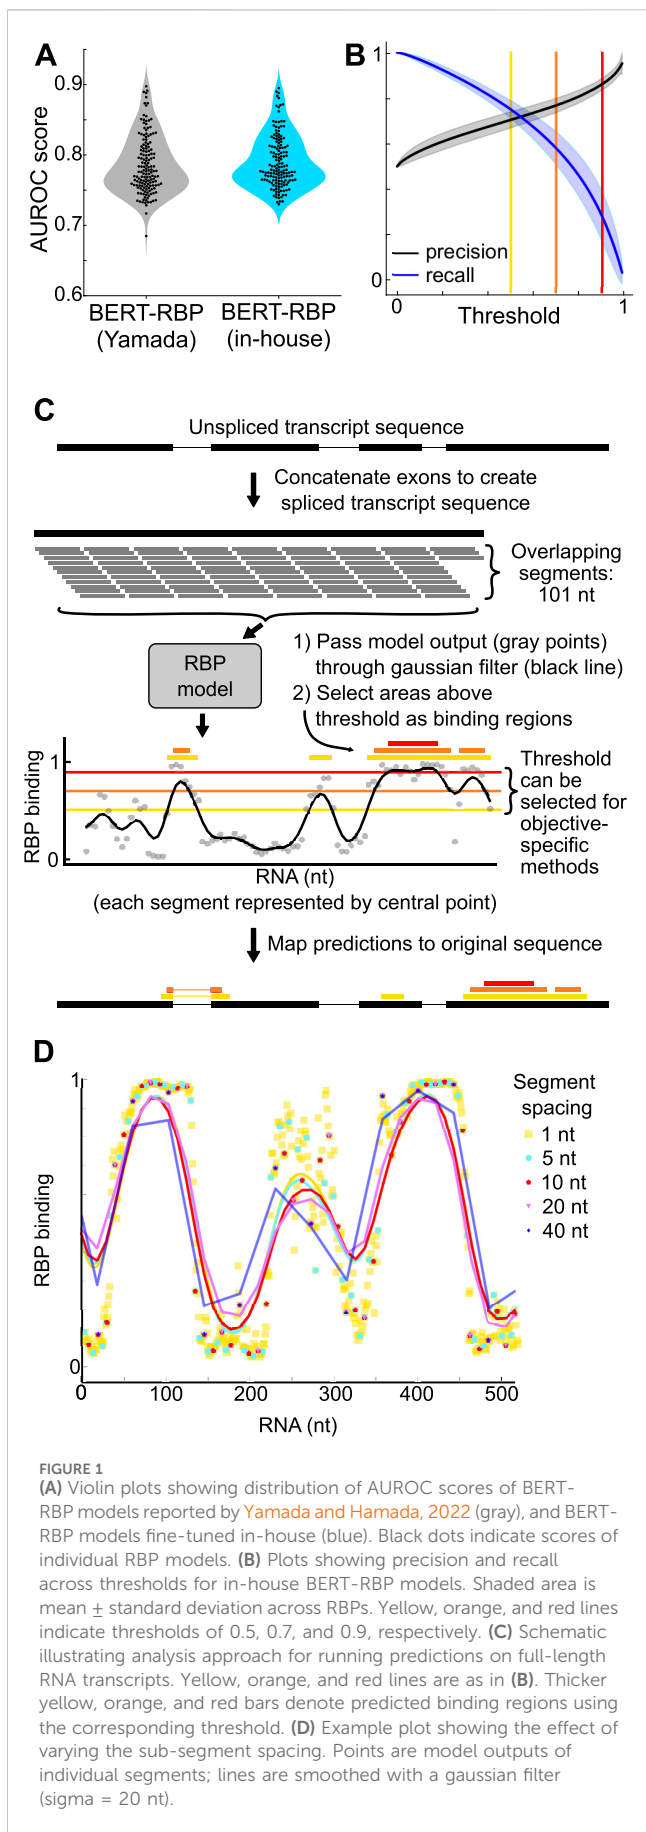 A
AUROC score
0.9
0.8
0.7
0.6
BERT-RBP
(Yamada)
BERT-RBP
(in-house)
B
1
0
precision
recall
0
1
Threshold
C
Unspliced transcript sequence
Concatenate exons to create
spliced transcript sequence
Overlapping
segments:
101 nt
RBP
model
1) Pass model output (gray points)
through gaussian filter (black line)
2) Select areas above
threshold as binding regions
RBP binding
1
0
RNA (nt)
(each segment represented by central point)
Threshold
can be
selected for
objective-
specific
methods
Map predictions to original sequence
D
RBP binding
1
0
0
100
200
300
400
500
RNA (nt)
Segment
spacing
1 nt
5 nt
10 nt
20 nt
40 nt
FIGURE 1
(A) Violin plots showing distribution of AUROC scores of BERT-
RBP models reported by Yamada and Hamada, 2022 (gray), and BERT-
RBP models fine-tuned in-house (blue). Black dots indicate scores of
individual RBP models. (B) Plots showing precision and recall
across thresholds for in-house BERT-RBP models. Shaded area is
mean ± standard deviation across RBPs. Yellow, orange, and red lines
indicate thresholds of 0.5, 0.7, and 0.9, respectively. (C) Schematic
illustrating analysis approach for running predictions on full-length
RNA transcripts. Yellow, orange, and red lines are as in (B). Thicker
yellow, orange, and red bars denote predicted binding regions using
the corresponding threshold. (D) Example plot showing the effect of
varying the sub-segment spacing. Points are model outputs of
individual segments; lines are smoothed with a gaussian filter
(sigma = 20 nt).